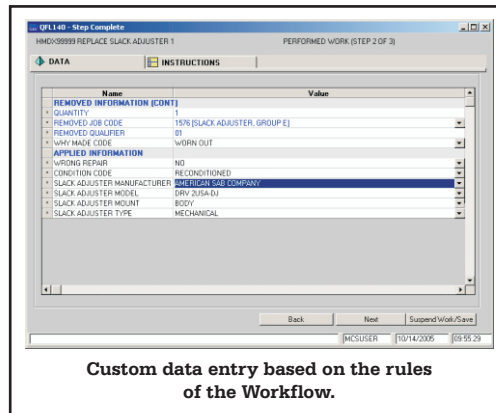 QFL140 - Step Complete
HMDX99999 REPLACE SLACK ADJUSTER 1 PERFORMED WORK (STEP 2 OF 3)
DATA INSTRUCTIONS
Name Value
REMOVED INFORMATION (CONT)
* QUANTITY 1
* REMOVED JOB CODE 1576 [SLACK ADJUSTER, GROUP E]
* REMOVED QUALIFIER 01
* WHY MADE CODE WORN OUT
APPLIED INFORMATION
* WRONG REPAIR NO
* CONDITION CODE RECONDITIONED
* SLACK ADJUSTER MANUFACTURER AMERICAN SAB COMPANY
* SLACK ADJUSTER MODEL DRV 2USA-DJ
* SLACK ADJUSTER MOUNT BODY
* SLACK ADJUSTER TYPE MECHANICAL
Back Next Suspend Work/Save
MCSUSER 10/14/2005 09:55:29
Custom data entry based on the rules
of the Workflow.